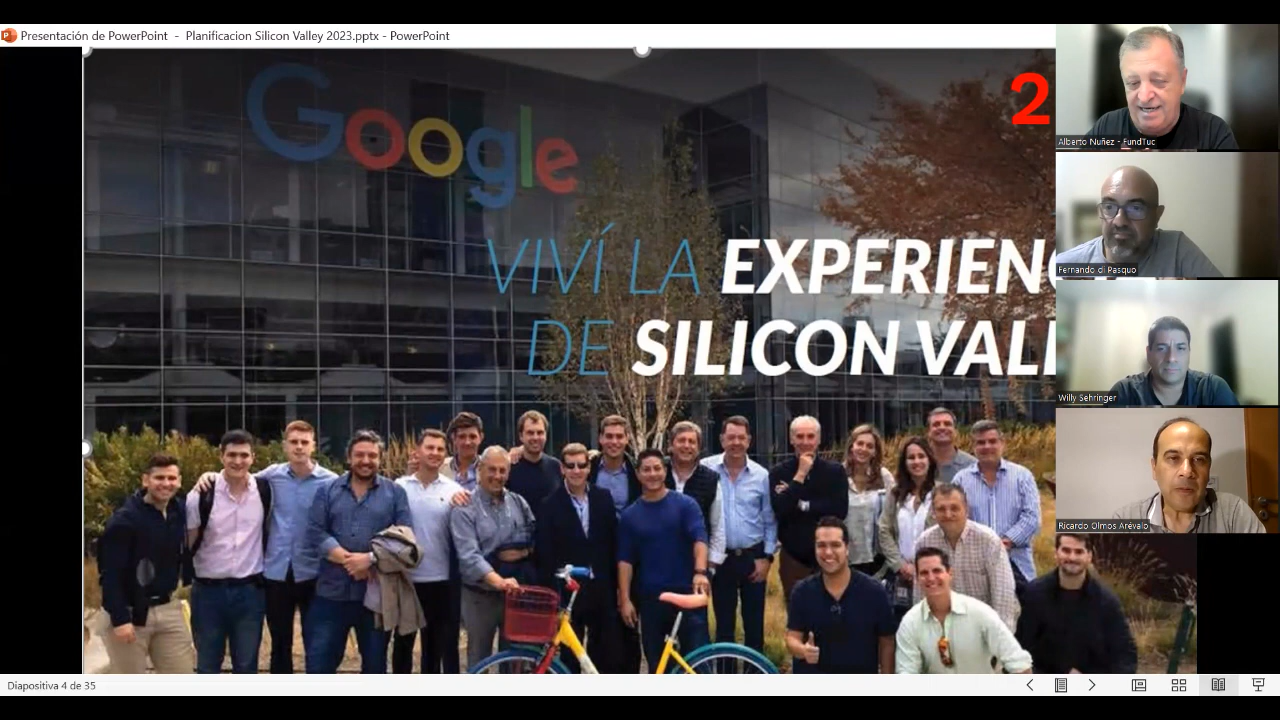 Presentación de PowerPoint - Planificacion Silicon Valley 2023.pptx - PowerPoint
Google
2
VIVÍ LA EXPERIENC
DE SILICON VALL
Alberto Nuñez - FundTuc
Fernando di Pasquo
Willy Sehringer
Ricardo Olmos Arévalo
Diapositiva 4 de 35